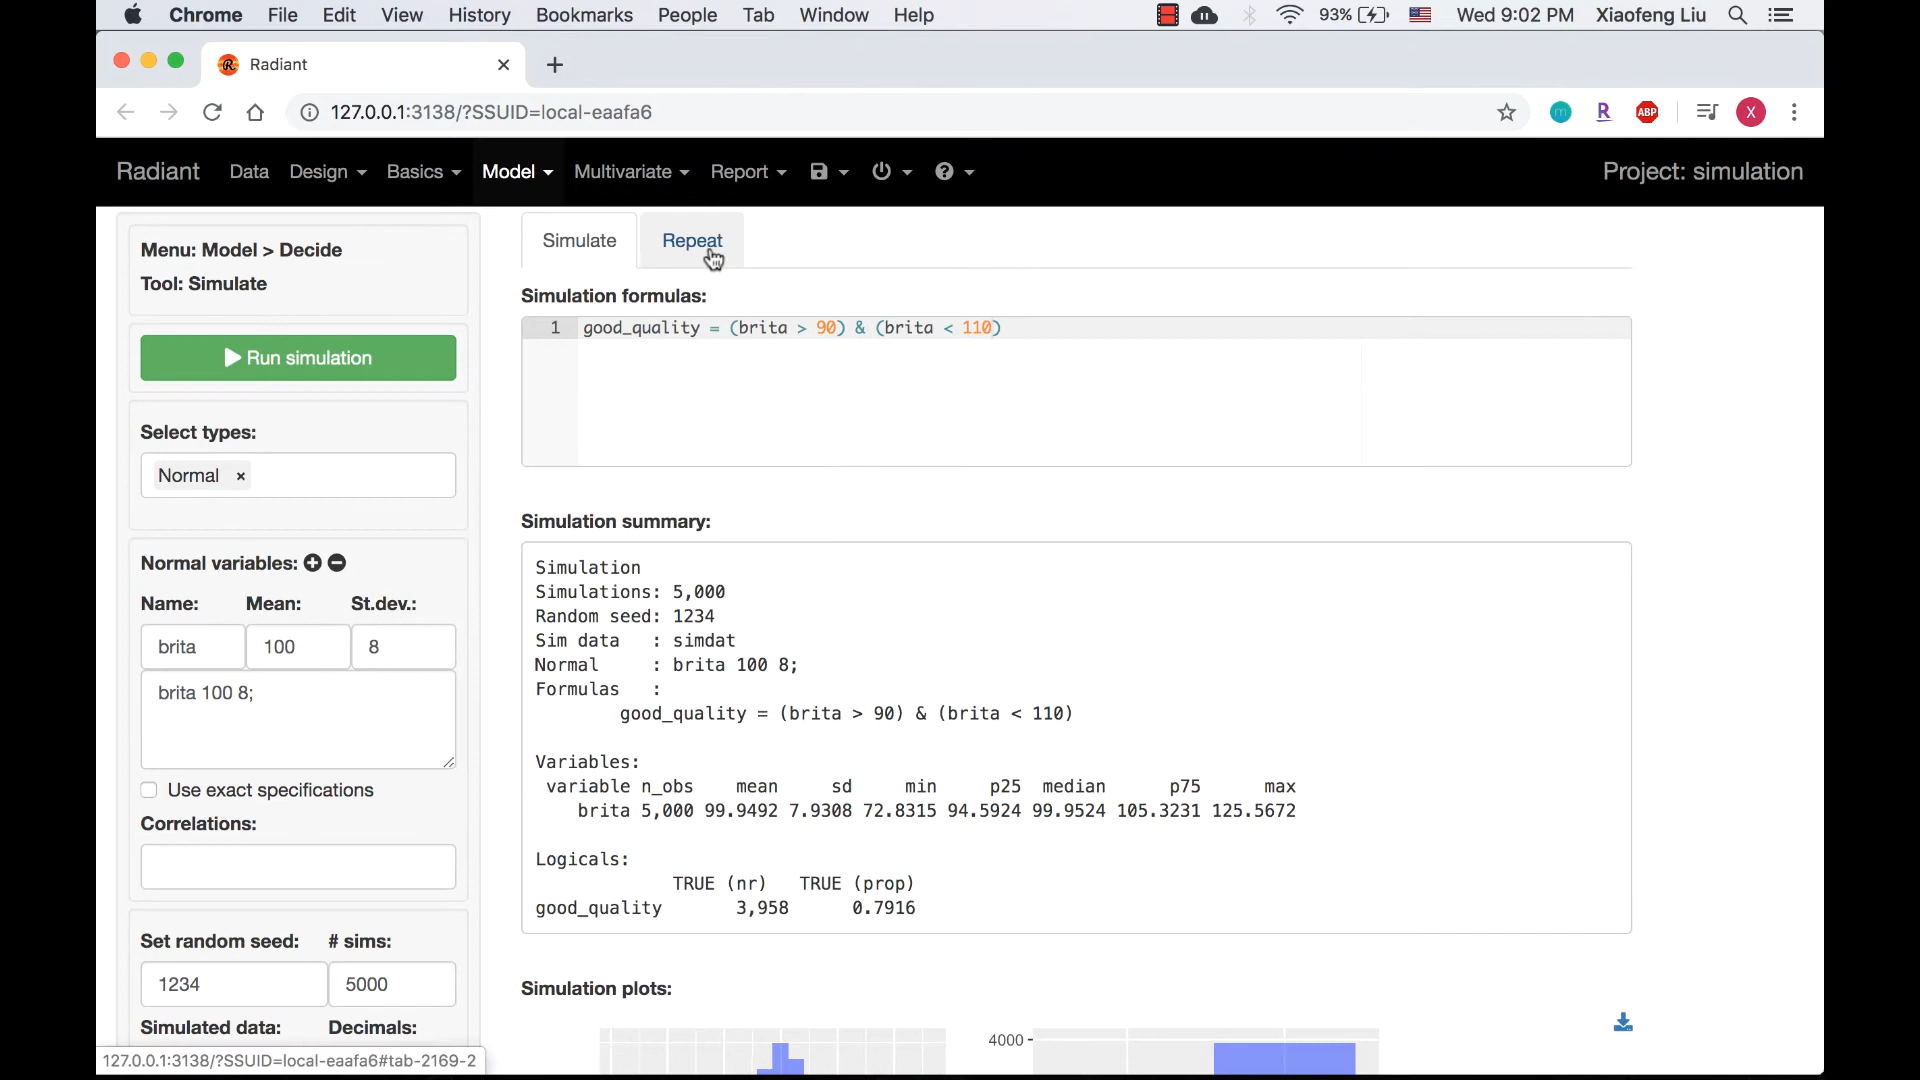 Chrome File Edit View History Bookmarks People Tab Window Help 93% Wed 9:02 PM Xiaofeng Liu
Radiant
127.0.0.1:3138/?SSUID=local-eaafa6
m R ABP X
Radiant Data Design Basics Model Multivariate Report Project: simulation
Menu: Model > Decide
Tool: Simulate
Run simulation
Select types:
Normal ×
Normal variables:
Name: Mean: St.dev.:
brita 100 8
brita 100 8;
Use exact specifications
Correlations:
Set random seed: # sims:
1234 5000
Simulated data: Decimals:
127.0.0.1:3138/?SSUID=local-eaafa6#tab-2169-2
Simulate Repeat
Simulation formulas:
1 good_quality = (brita > 90) & (brita < 110)
Simulation summary:
Simulation
Simulations: 5,000
Random seed: 1234
Sim data : simdat
Normal : brita 100 8;
Formulas :
good_quality = (brita > 90) & (brita < 110)
Variables:
variable n_obs mean sd min p25 median p75 max
brita 5,000 99.9492 7.9308 72.8315 94.5924 99.9524 105.3231 125.5672
Logicals:
TRUE (nr) TRUE (prop)
good_quality 3,958 0.7916
Simulation plots:
4000